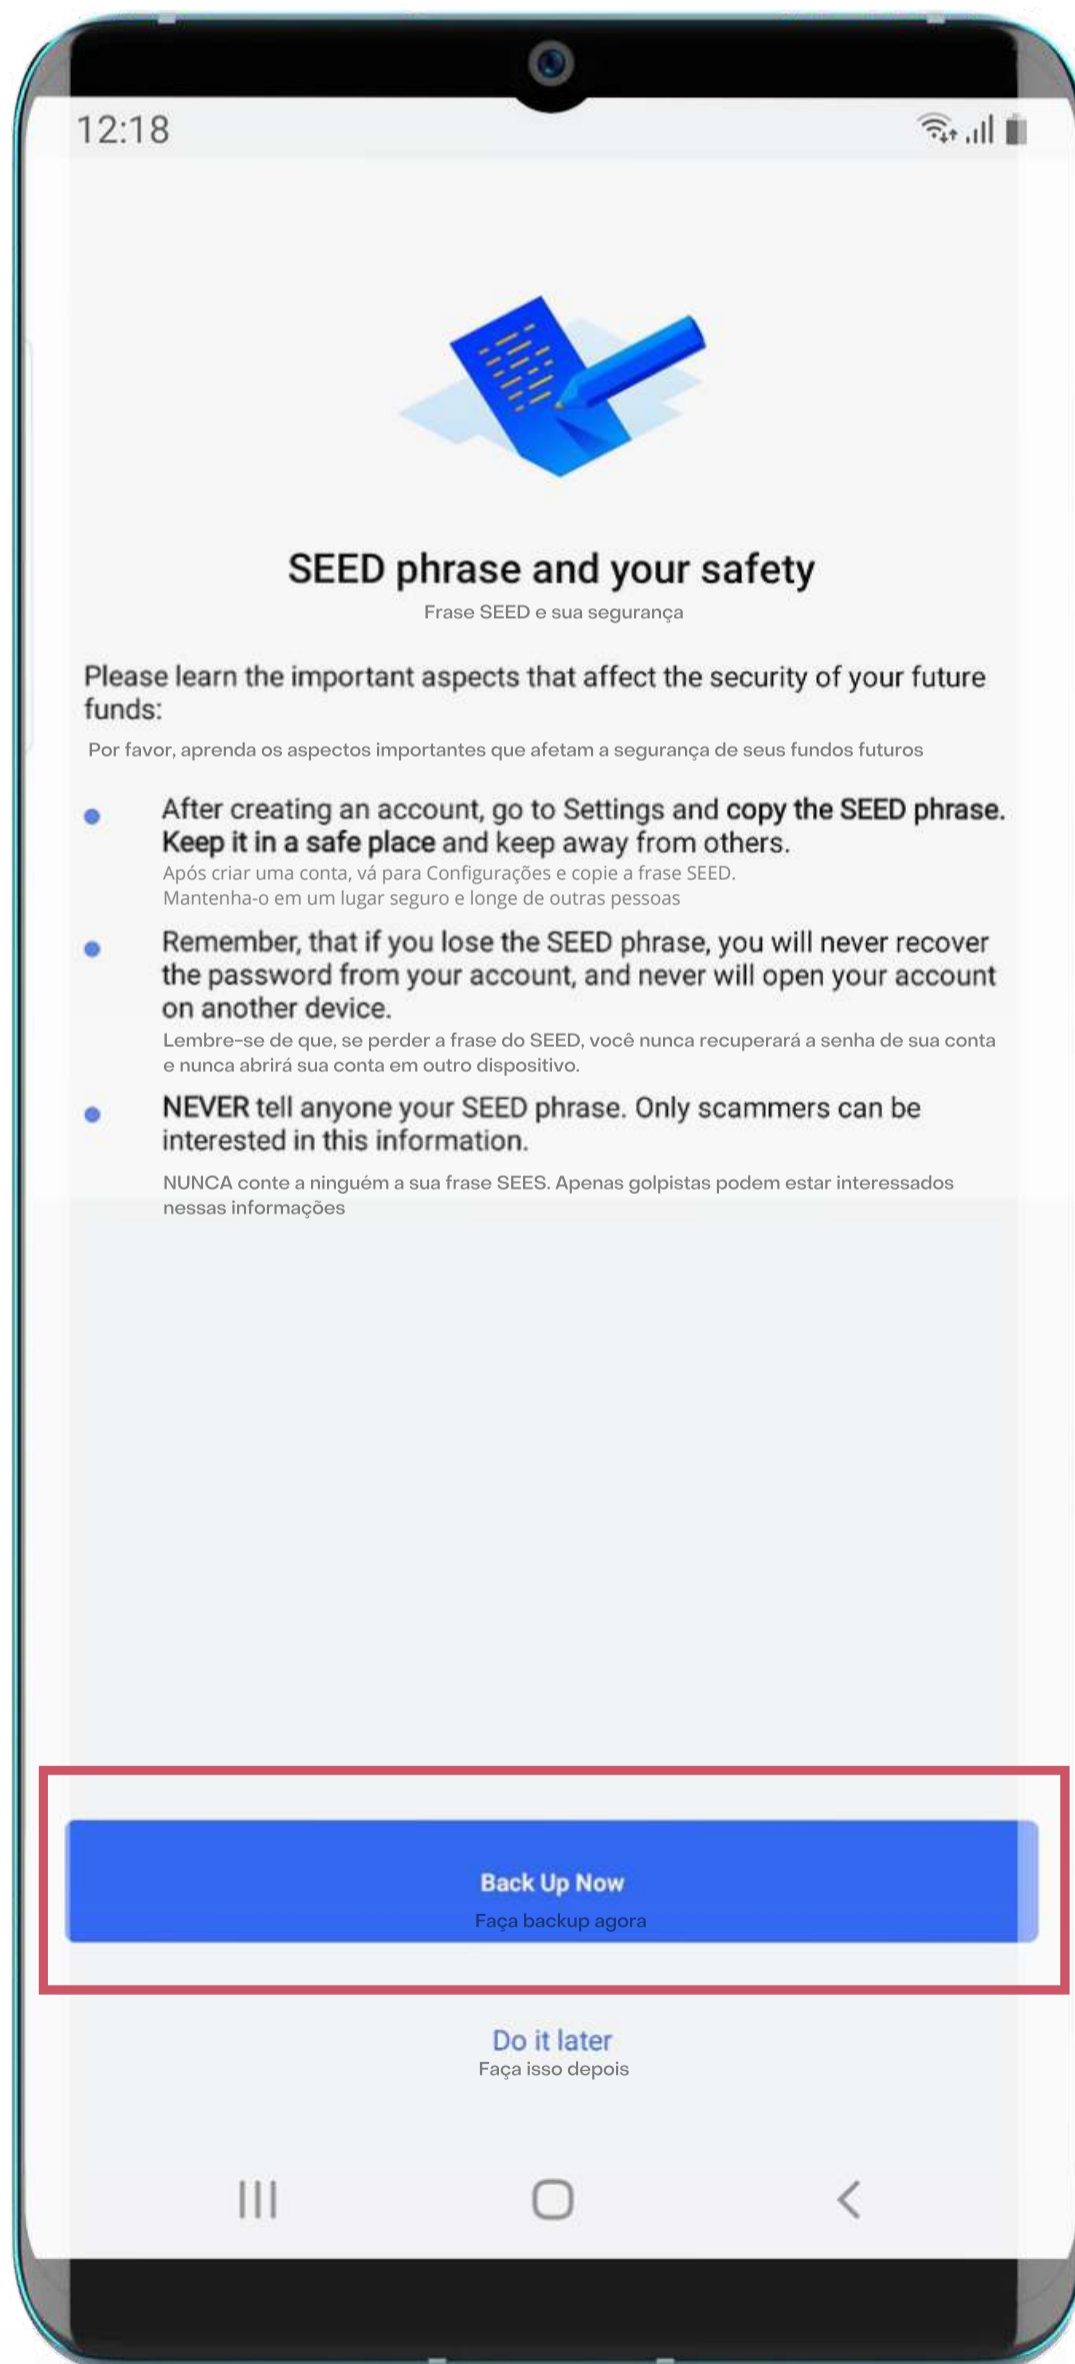 12:18
SEED phrase and your safety
Frase SEED e sua segurança
Please learn the important aspects that affect the security of your future
funds:
Por favor, aprenda os aspectos importantes que afetam a segurança de seus fundos futuros
After creating an account, go to Settings and copy the SEED phrase.
Keep it in a safe place and keep away from others.
Após criar uma conta, vá para Configurações e copie a frase SEED.
Mantenha-o em um lugar seguro e longe de outras pessoas
Remember, that if you lose the SEED phrase, you will never recover
the password from your account, and never will open your account
on another device.
Lembre-se de que, se perder a frase do SEED, você nunca recuperará a senha de sua conta
e nunca abrirá sua conta em outro dispositivo.
NEVER tell anyone your SEED phrase. Only scammers can be
interested in this information.
NUNCA conte a ninguém a sua frase SEES. Apenas golpistas podem estar interessados
nessas informações
Back Up Now
Faça backup agora
Do it later
Faça isso depois